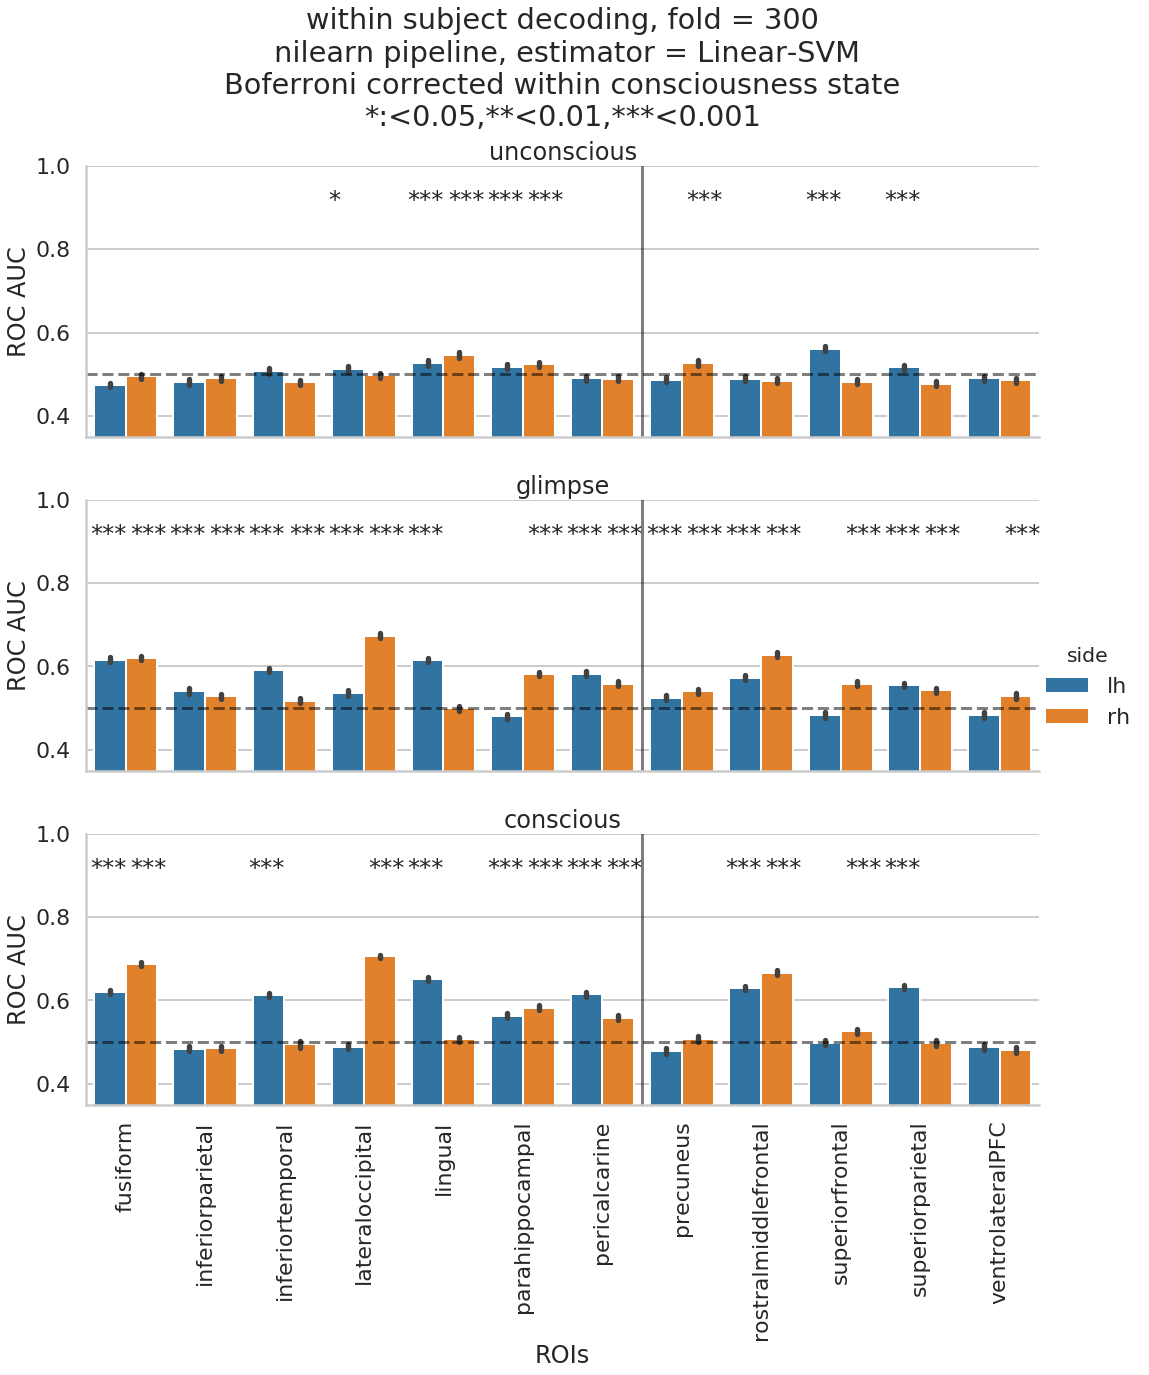 within subject decoding, fold = 300
nilearn pipeline, estimator = Linear-SVM
Boferroni corrected within consciousness state
*:<0.05,**<0.01,***<0.001
unconscious
1.0
* *** *** *** *** *** *** ***
0.8
ROC AUC
0.6
0.4
glimpse
1.0
*** *** *** *** *** *** *** *** *** *** *** *** *** *** *** *** *** *** *** ***
0.8
ROC AUC
0.6
0.4
side
lh
rh
conscious
1.0
*** *** *** *** *** *** *** *** *** *** *** *** ***
0.8
ROC AUC
0.6
0.4
fusiform
inferiorparietal
inferiortemporal
lateraloccipital
lingual
parahippocampal
pericalcarine
precuneus
rostralmiddlefrontal
superiorfrontal
superiorparietal
ventrolateralPFC
ROIs